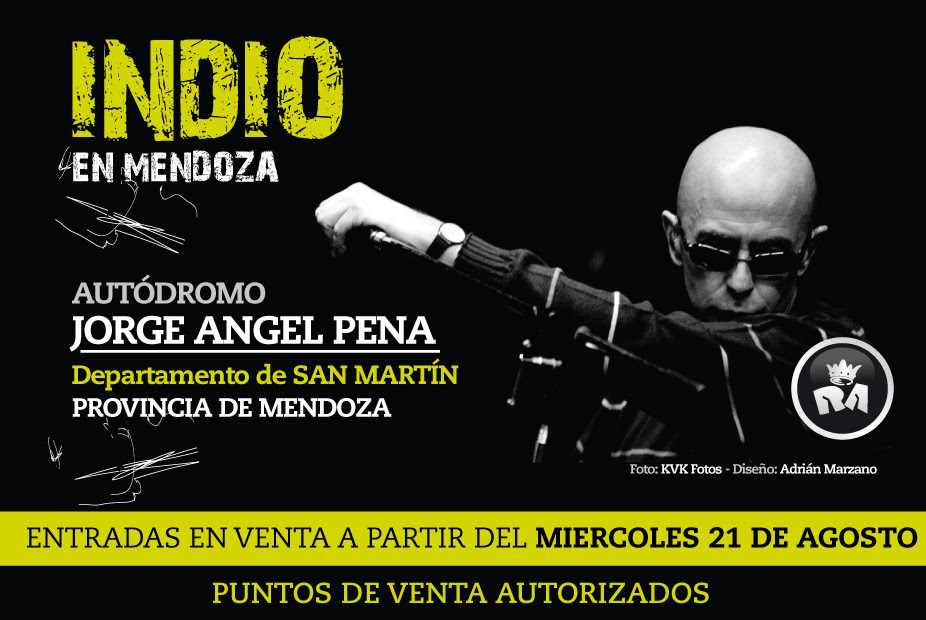 INDIO
EN MENDOZA
AUTÓDROMO
JORGE ANGEL PENA
Departamento de SAN MARTÍN
PROVINCIA DE MENDOZA
RA
Foto: KVK Fotos - Diseño: Adrián Marzano
ENTRADAS EN VENTA A PARTIR DEL MIERCOLES 21 DE AGOSTO
PUNTOS DE VENTA AUTORIZADOS